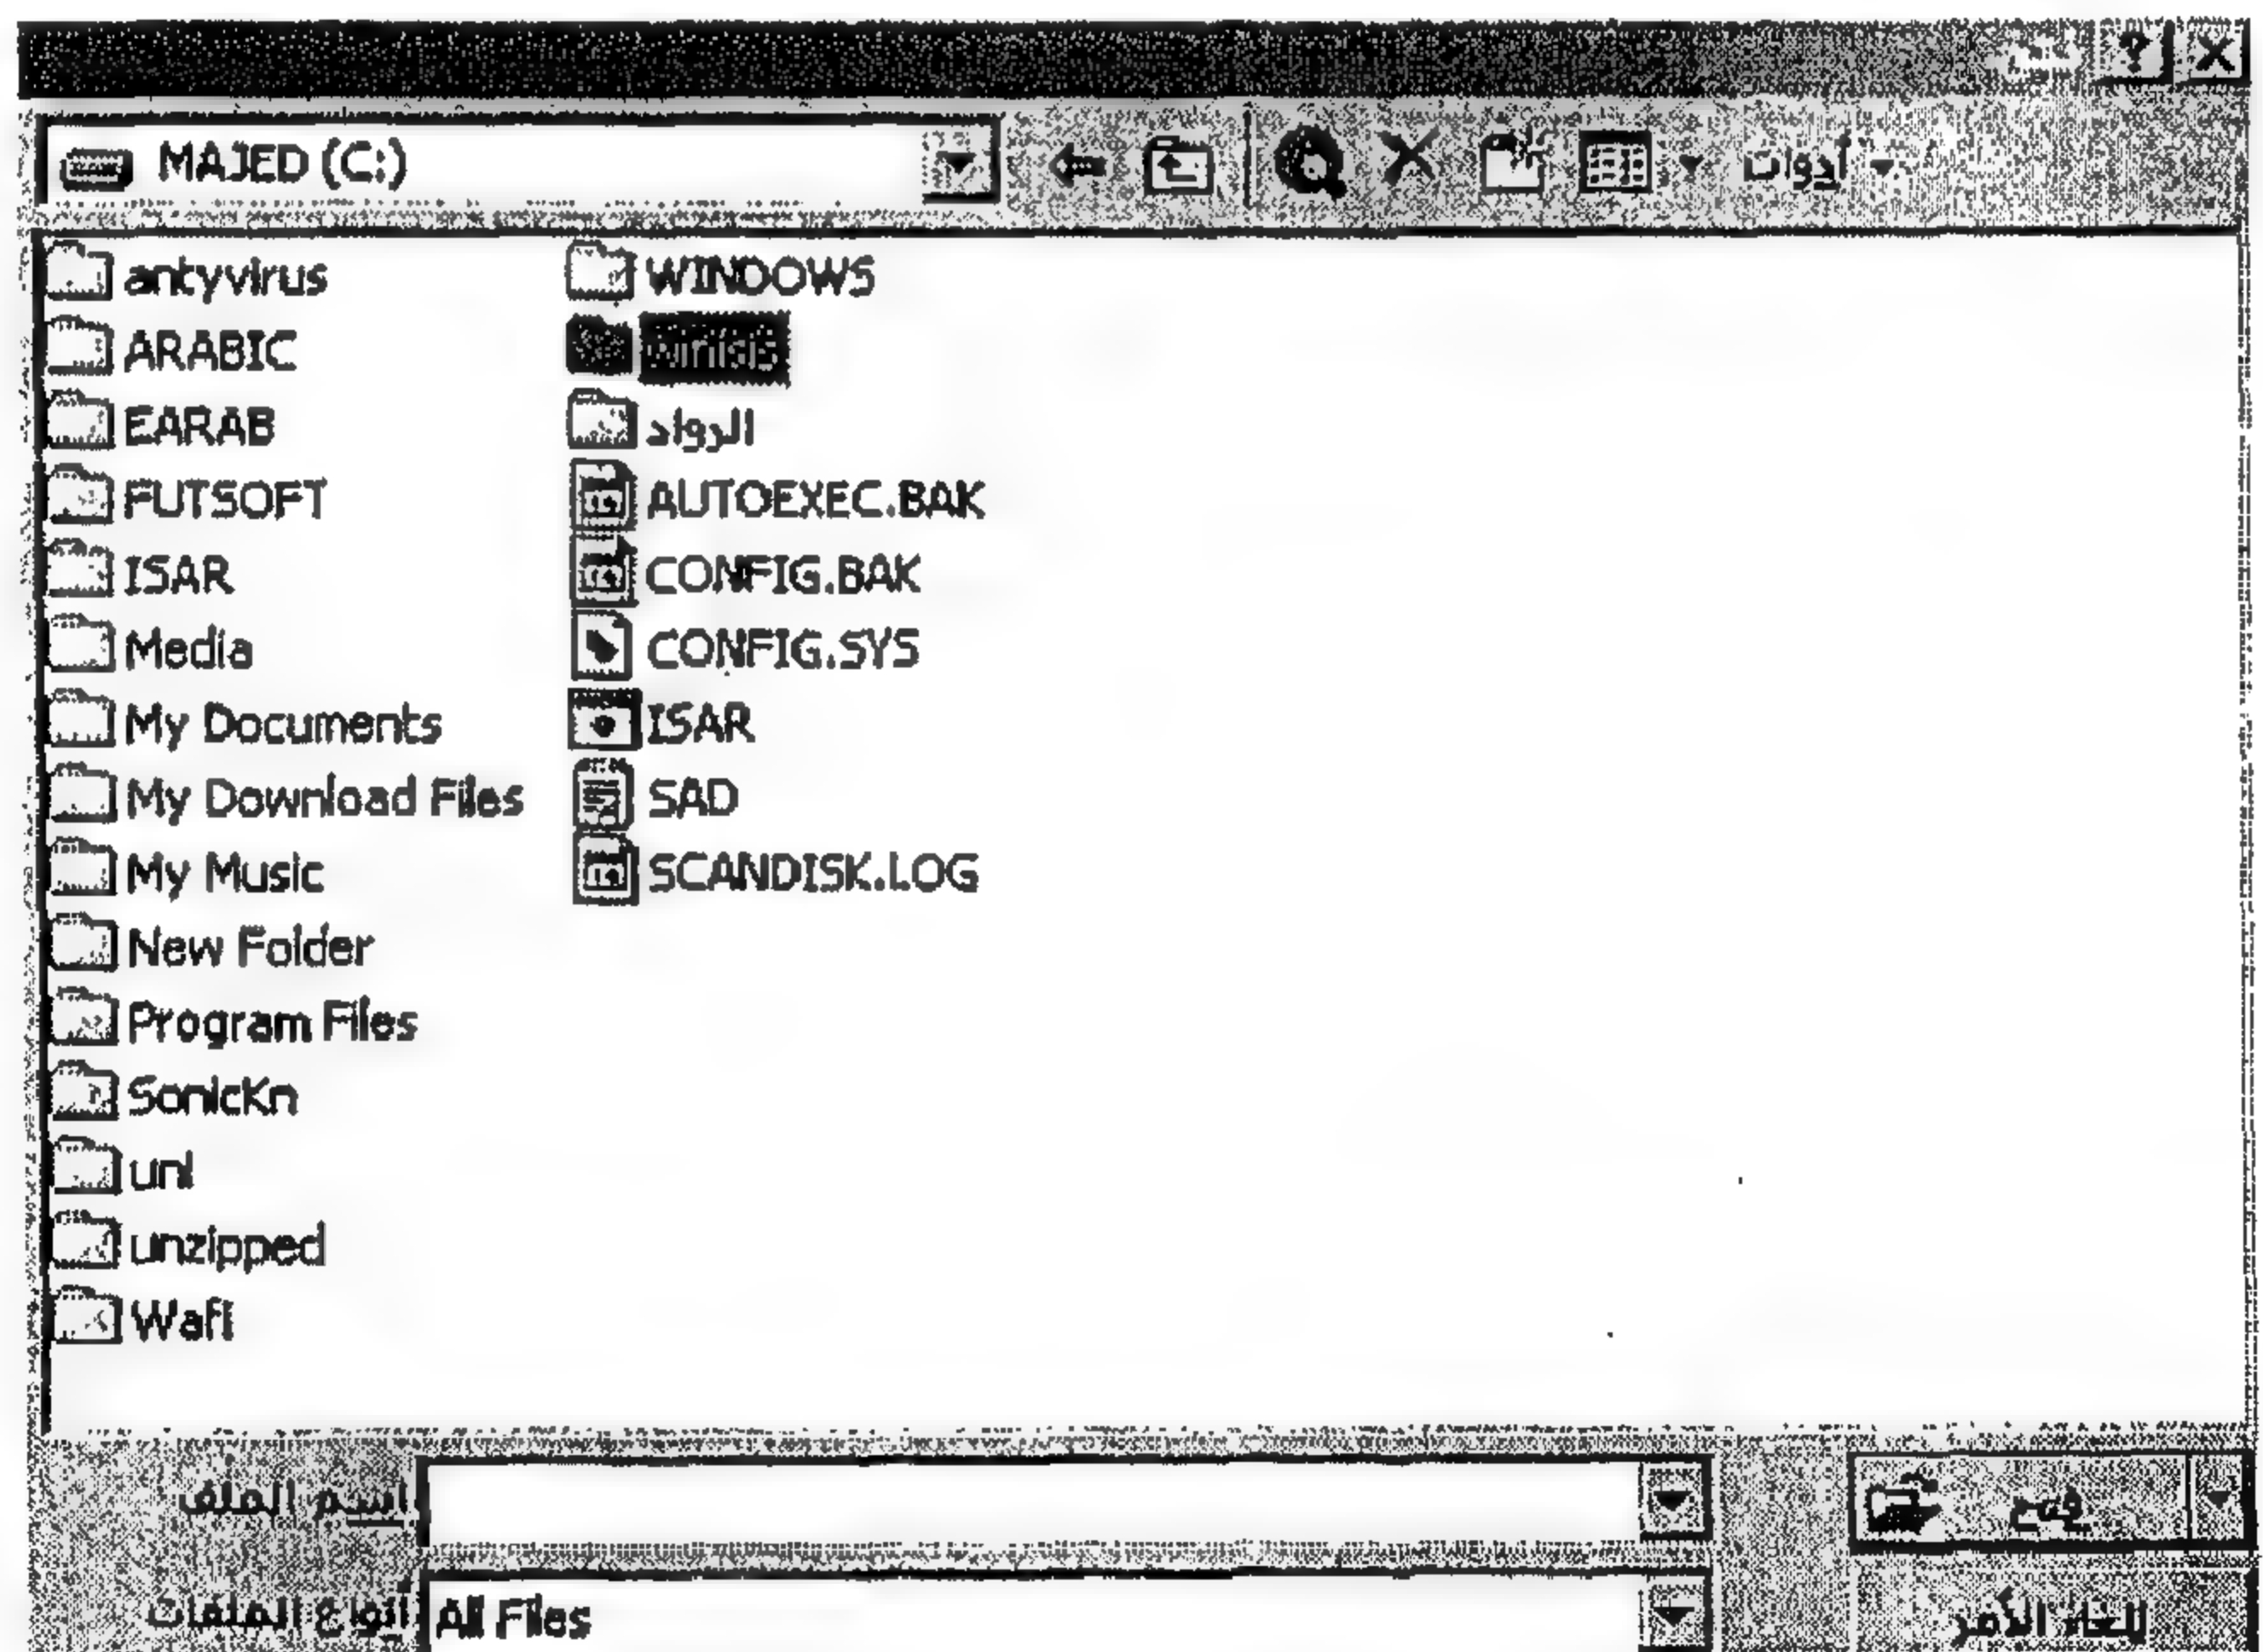 فتح
MAJED (C:)
أدوات
antyvirus
ARABIC
EARAB
FUTSOFT
ISAR
Media
My Documents
My Download Files
My Music
New Folder
Program Files
SonicKn
uni
unzipped
Wafi
WINDOWS
winisis
الرواد
AUTOEXEC.BAK
CONFIG.BAK
CONFIG.SYS
ISAR
SAD
SCANDISK.LOG
اسم الملف
فتح
أنواع الملفات All Files
إلغاء الأمر